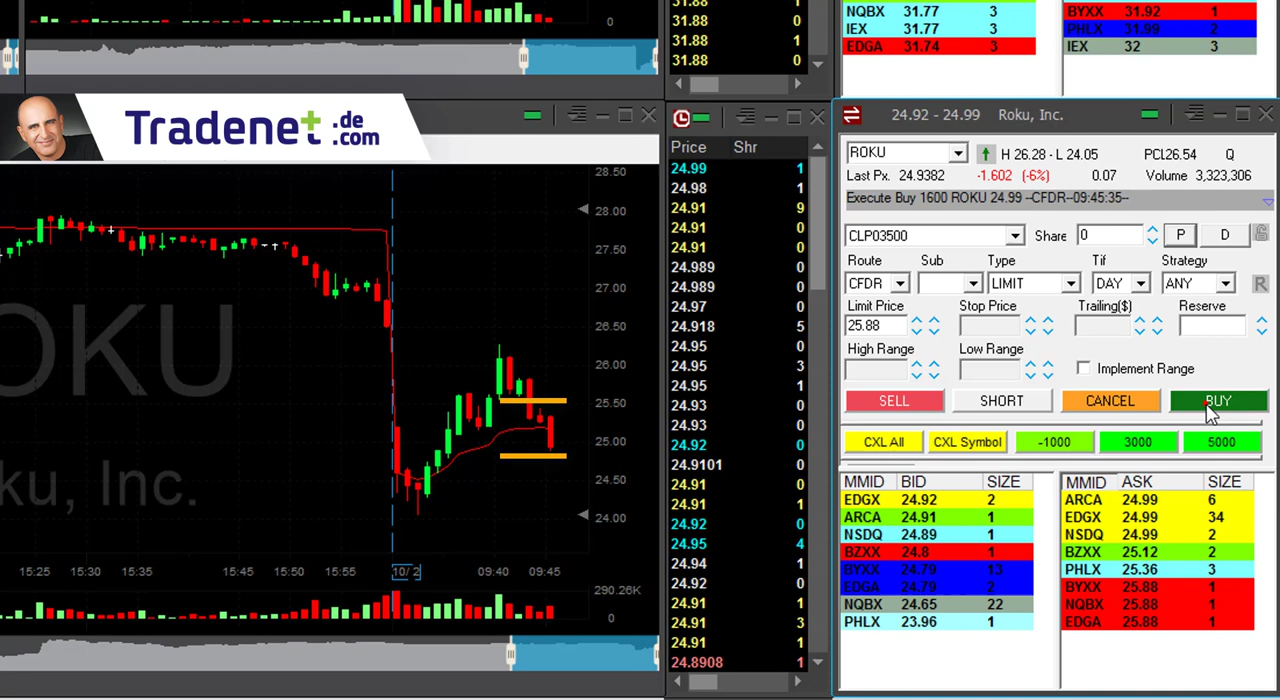 0
31.88
31.88 0
31.88 1
31.88 0
NQBX 31.77 3
IEX 31.77 3
EDGA 31.74 3
BYXX 31.92 1
PHLX 31.99 2
IEX 32 3
Tradenet .de .com
28.50
28.00
27.50
27.00
26.50
26.00
25.50
25.00
24.50
24.00
OKU
ku, Inc.
15:25 15:30 15:35 15:45 15:50 15:55 10/ 2 09:40 09:45
290.26K
0
Price Shr
24.99 1
24.98 1
24.91 9
24.91 0
24.91 0
24.989 0
24.989 0
24.97 0
24.918 5
24.95 0
24.95 3
24.95 1
24.93 0
24.93 0
24.92 0
24.9101 0
24.91 0
24.91 1
24.92 0
24.95 4
24.94 1
24.92 0
24.91 1
24.91 3
24.91 1
24.8908 1
24.92 - 24.99 Roku, Inc.
ROKU H 26.28 - L 24.05 PCL26.54 Q
Last Px. 24.9382 -1.602 (-6%) 0.07 Volume 3,323,306
Execute Buy 1600 ROKU 24.99 --CFDR--09:45:35--
CLP03500 Share 0 P D
Route Sub Type Tif Strategy
CFDR LIMIT DAY ANY R
Limit Price Stop Price Trailing($) Reserve
25.88
High Range Low Range
Implement Range
SELL SHORT CANCEL BUY
CXL All CXL Symbol -1000 3000 5000
MMID BID SIZE
EDGX 24.92 2
ARCA 24.91 1
NSDQ 24.89 1
BZXX 24.8 1
BYXX 24.79 13
EDGA 24.79 2
NQBX 24.65 22
PHLX 23.96 1
MMID ASK SIZE
ARCA 24.99 6
EDGX 24.99 34
NSDQ 24.99 2
BZXX 25.12 2
PHLX 25.36 3
BYXX 25.88 1
NQBX 25.88 1
EDGA 25.88 1